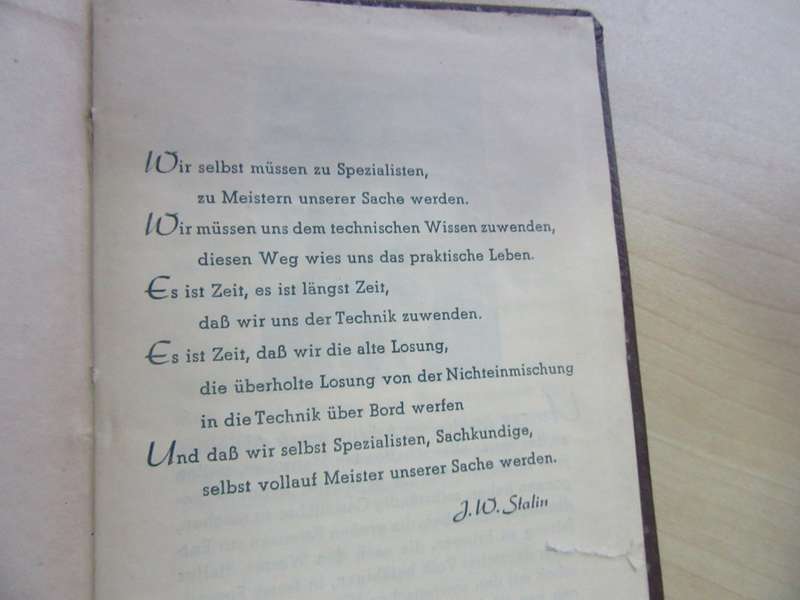 Wir selbst müssen zu Spezialisten,
zu Meistern unserer Sache werden.
Wir müssen uns dem technischen Wissen zuwenden,
diesen Weg wies uns das praktische Leben.
Es ist Zeit, es ist längst Zeit,
daß wir uns der Technik zuwenden.
Es ist Zeit, daß wir die alte Losung,
die überholte Losung von der Nichteinmischung
in die Technik über Bord werfen
Und daß wir selbst Spezialisten, Sachkundige,
selbst vollauf Meister unserer Sache werden.
J. W. Stalin